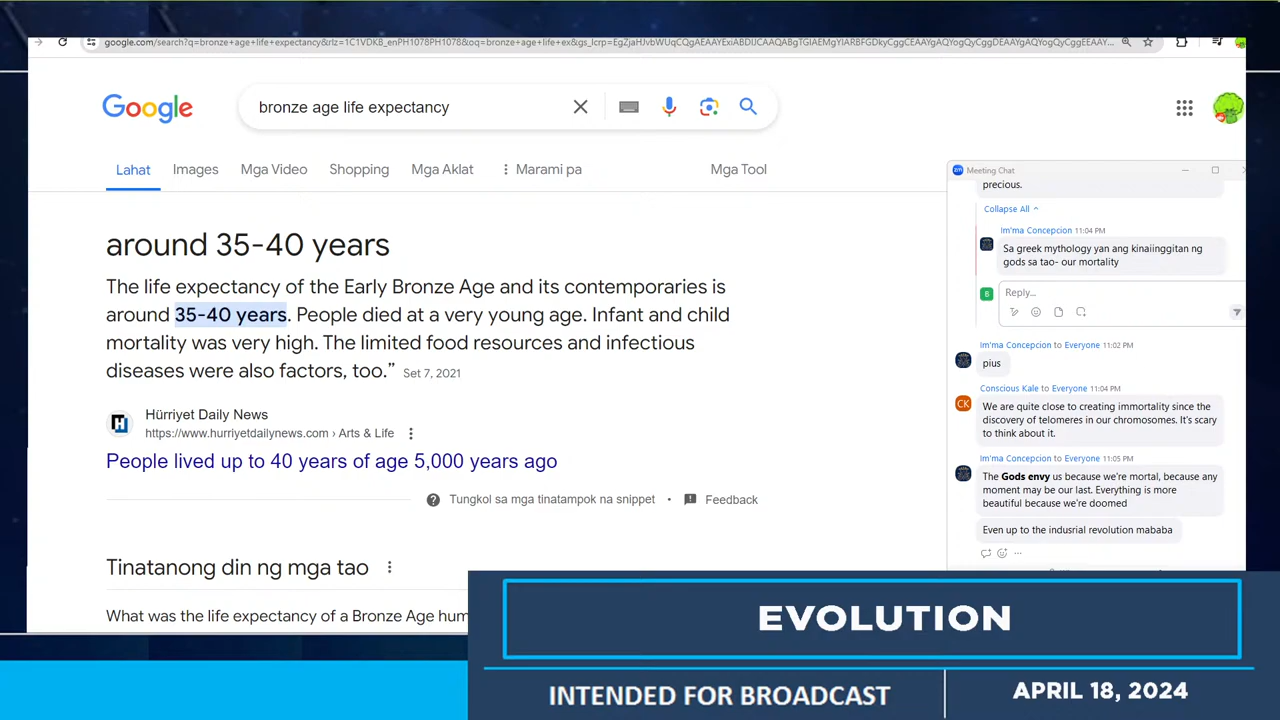 google.com/search?q=bronze+age+life+expectancy&rlz=1C1VDKB_enPH1078PH1078&oq=bronze+age+life+ex&gs_lcrp=
Google
bronze age life expectancy
Lahat
Images
Mga Video
Shopping
Mga Aklat
Marami pa
Mga Tool
around 35-40 years
The life expectancy of the Early Bronze Age and its contemporaries is
around 35-40 years. People died at a very young age. Infant and child
mortality was very high. The limited food resources and infectious
diseases were also factors, too.” Set 7, 2021
Hürriyet Daily News
https://www.hurriyetdailynews.com › Arts & Life
People lived up to 40 years of age 5,000 years ago
Tungkol sa mga tinatampok na snippet • Feedback
Tinatanong din ng mga tao
What was the life expectancy of a Bronze Age hum
zm Meeting Chat
precious.
Collapse All
Im'ma Concepcion 11:04 PM
Sa greek mythology yan ang kinaiinggitan ng
gods sa tao- our mortality
B
Reply...
Im'ma Concepcion to Everyone 11:02 PM
pius
Conscious Kale to Everyone 11:04 PM
CK
We are quite close to creating immortality since the
discovery of telomeres in our chromosomes. It's scary
to think about it.
Im'ma Concepcion to Everyone 11:05 PM
The Gods envy us because we're mortal, because any
moment may be our last. Everything is more
beautiful because we're doomed
Even up to the indusrial revolution mababa
EVOLUTION
INTENDED FOR BROADCAST
APRIL 18, 2024